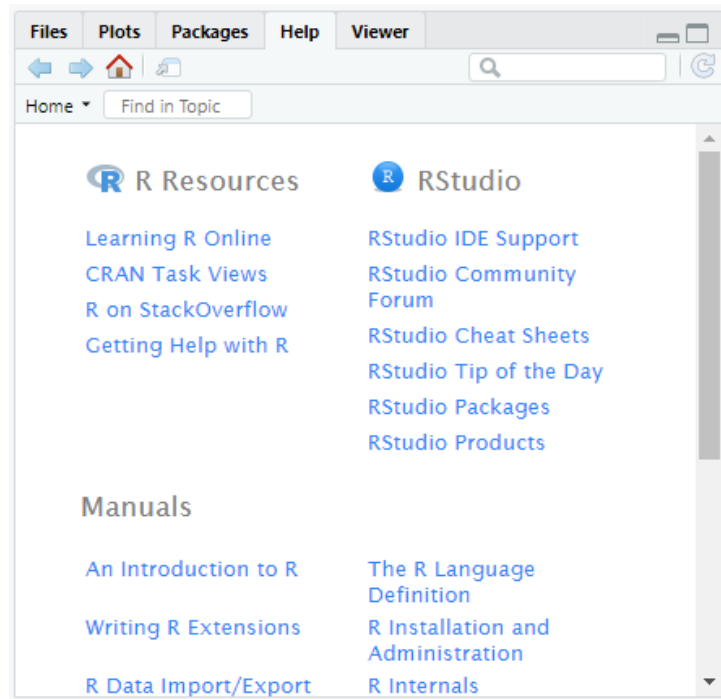 Files Plots Packages Help Viewer
Home Find in Topic
R R Resources
Learning R Online
CRAN Task Views
R on StackOverflow
Getting Help with R
R RStudio
RStudio IDE Support
RStudio Community
Forum
RStudio Cheat Sheets
RStudio Tip of the Day
RStudio Packages
RStudio Products
Manuals
An Introduction to R
The R Language
Definition
Writing R Extensions
R Installation and
Administration
R Data Import/Export
R Internals